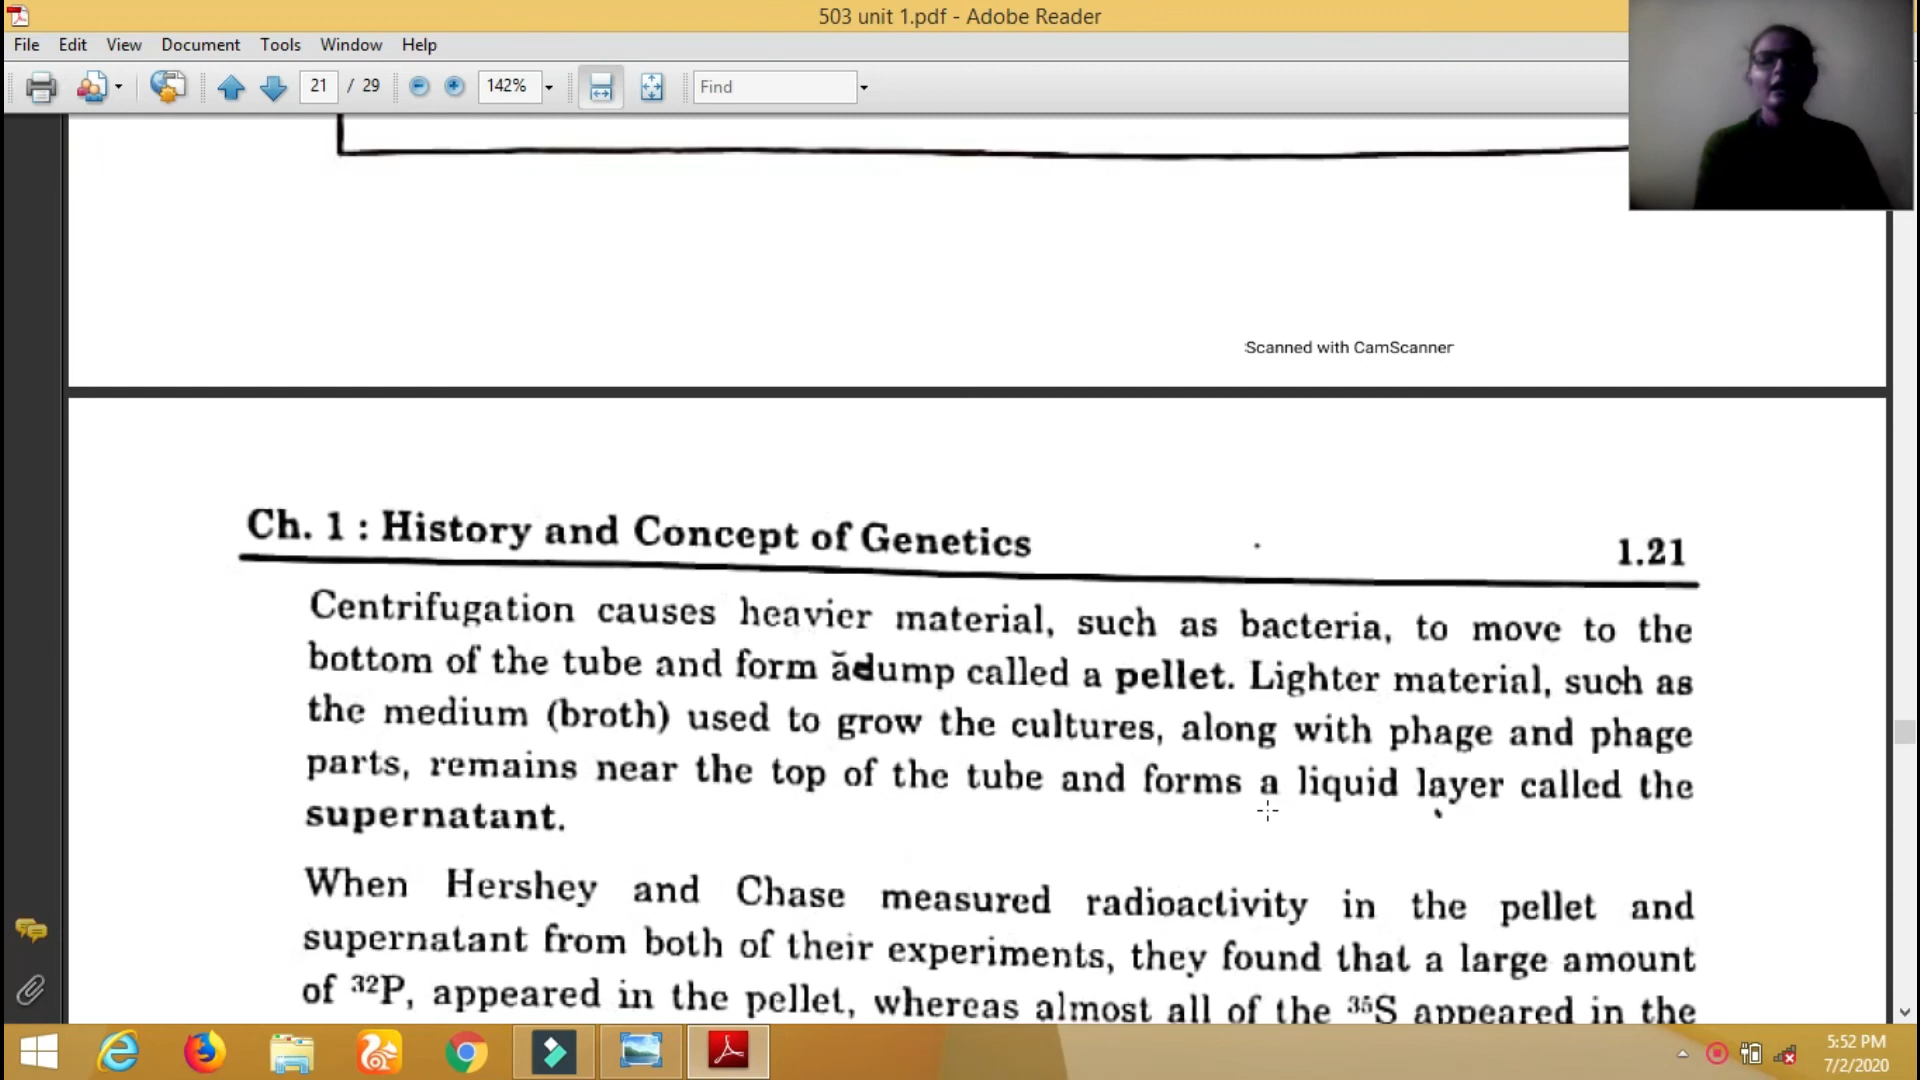 503 unit 1.pdf - Adobe Reader
File Edit View Document Tools Window Help
21 / 29 142% Find
Scanned with CamScanner
Ch. 1 : History and Concept of Genetics 1.21
Centrifugation causes heavier material, such as bacteria, to move to the
bottom of the tube and form adump called a pellet. Lighter material, such as
the medium (broth) used to grow the cultures, along with phage and phage
parts, remains near the top of the tube and forms a liquid layer called the
supernatant.
When Hershey and Chase measured radioactivity in the pellet and
supernatant from both of their experiments, they found that a large amount
of ³²P, appeared in the pellet, whereas almost all of the ³⁵S appeared in the
5:52 PM
7/2/2020